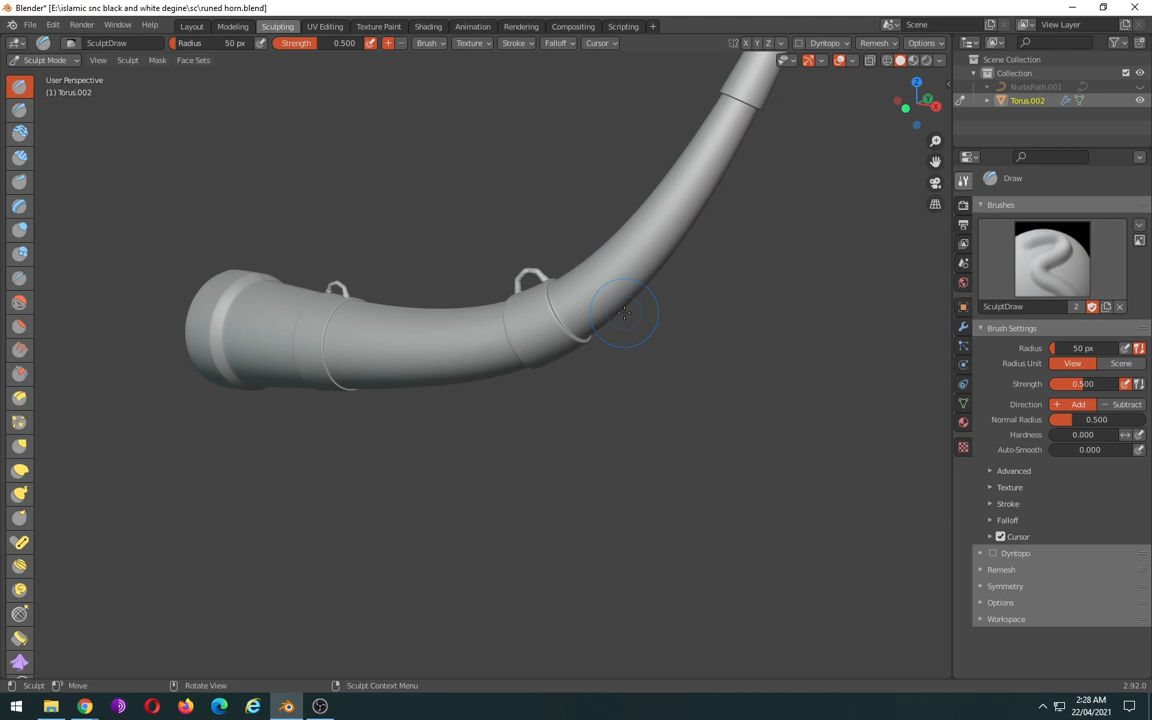 Blender* [E:\islamic snc black and white degine\sc\runed horn.blend]
File Edit Render Window Help Layout Modeling Sculpting UV Editing Texture Paint Shading Animation Rendering Compositing Scripting + Scene View Layer
SculptDraw Radius 50 px Strength 0.500 + − Brush Texture Stroke Falloff Cursor X Y Z Dyntopo Remesh Options
Sculpt Mode View Sculpt Mask Face Sets
User Perspective
(1) Torus.002
Z
Y
X
Scene Collection
Collection
NurbsPath.001
Torus.002
Draw
Brushes
SculptDraw 2
Brush Settings
Radius 50 px
Radius Unit View Scene
Strength 0.500
Direction + Add − Subtract
Normal Radius 0.500
Hardness 0.000
Auto-Smooth 0.000
Advanced
Texture
Stroke
Falloff
Cursor
Dyntopo
Remesh
Symmetry
Options
Workspace
Sculpt Move Rotate View Sculpt Context Menu 2.92.0
2:28 AM
22/04/2021